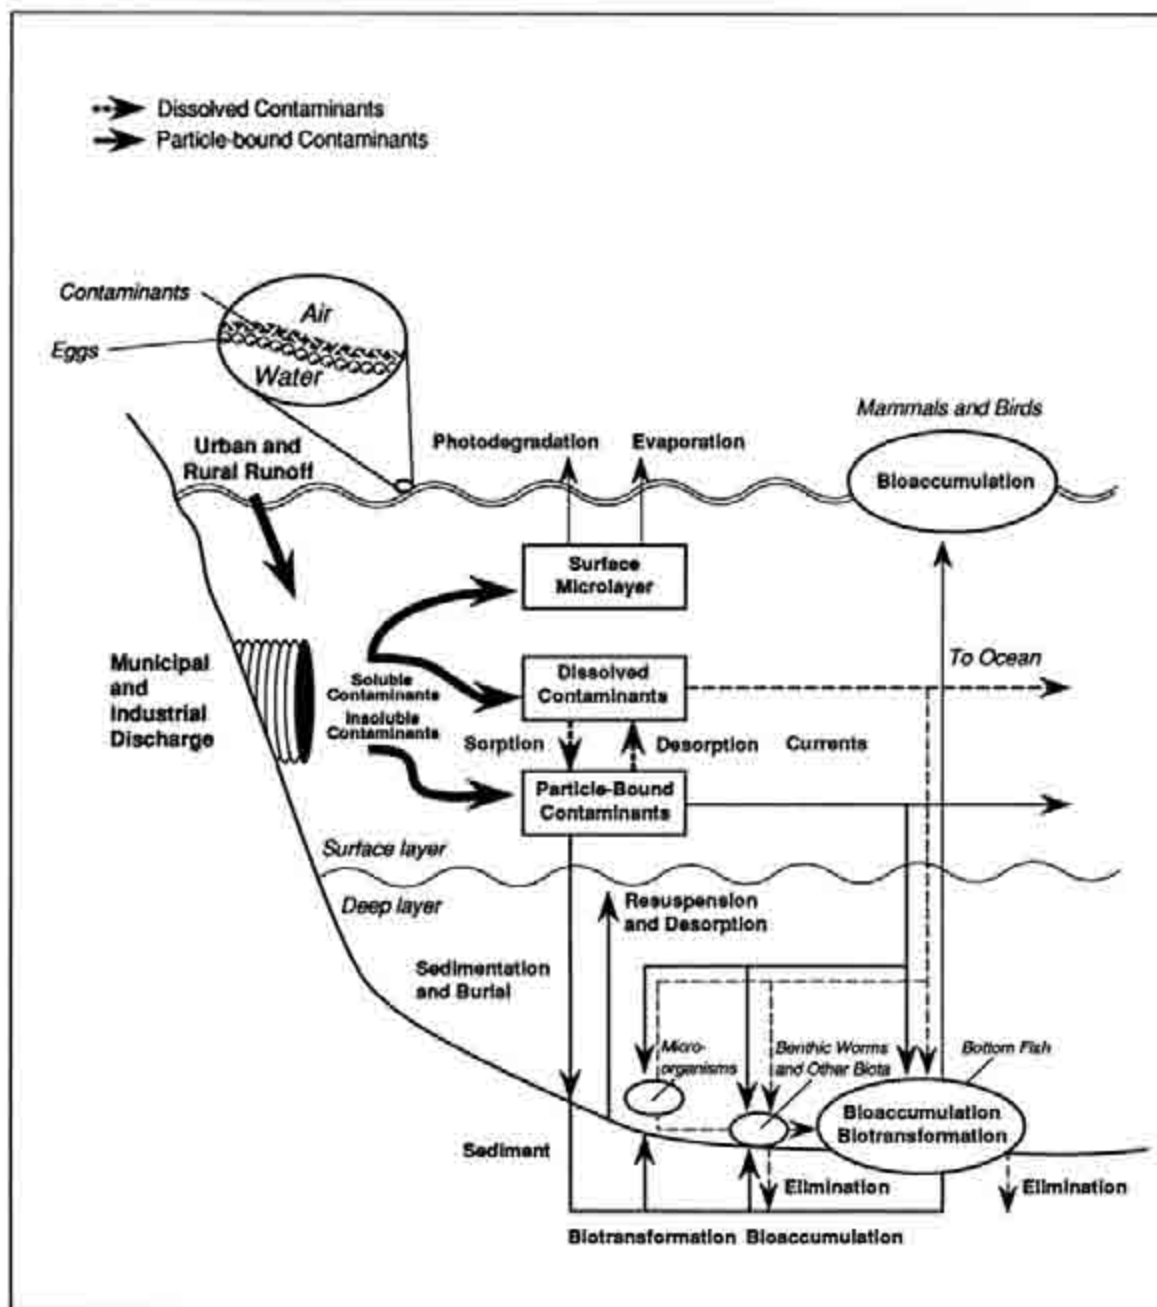 Dissolved Contaminants
Particle-bound Contaminants
Contaminants
Air
Eggs
Water
Mammals and Birds
Urban and
Rural Runoff
Photodegradation
Evaporation
Bioaccumulation
Surface
Microlayer
Municipal
and
Industrial
Discharge
Soluble
Contaminants
Insoluble
Contaminants
Dissolved
Contaminants
To Ocean
Sorption
Desorption
Currents
Particle-Bound
Contaminants
Surface layer
Deep layer
Resuspension
and Desorption
Sedimentation
and Burial
Micro-
organisms
Benthic Worms
and Other Biota
Bottom Fish
Bioaccumulation
Biotransformation
Sediment
Elimination
Elimination
Biotransformation Bioaccumulation